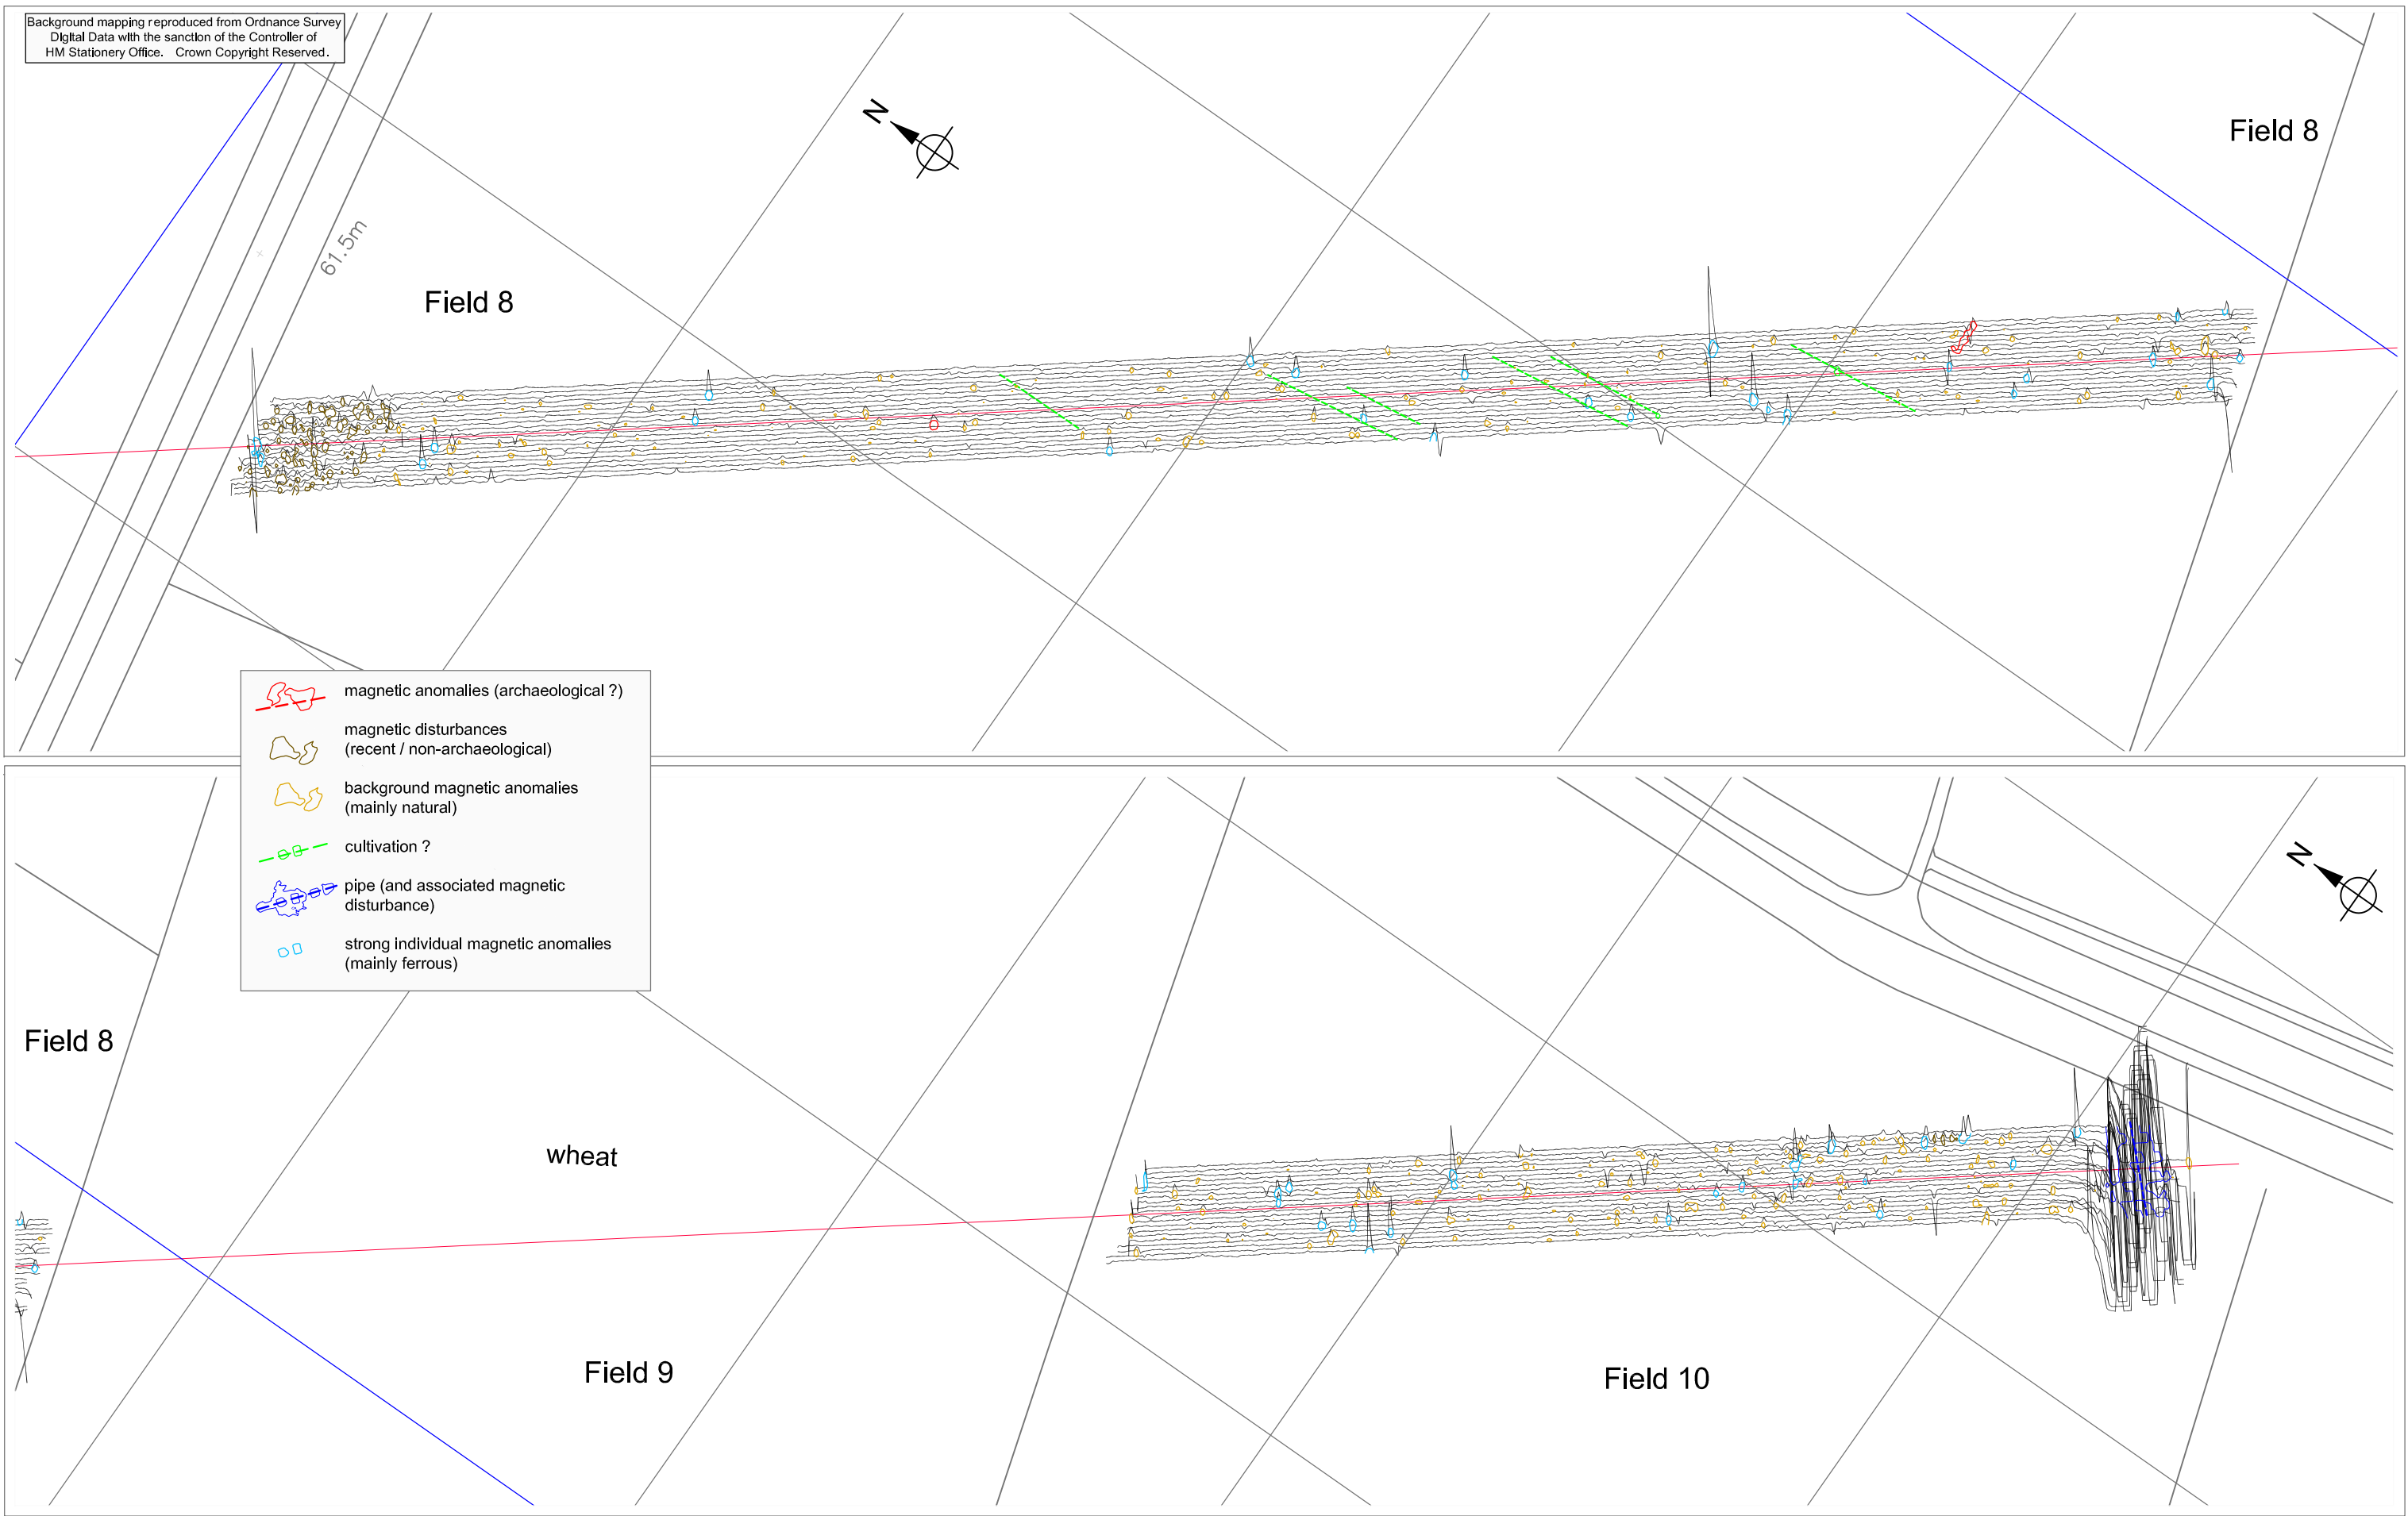 Background mapping reproduced from Ordnance Survey
Digital Data with the sanction of the Controller of
HM Stationery Office. Crown Copyright Reserved.
N
Field 8
61.5m
Field 8
magnetic anomalies (archaeological ?)
magnetic disturbances
(recent / non-archaeological)
background magnetic anomalies
(mainly natural)
cultivation ?
pipe (and associated magnetic
disturbance)
strong individual magnetic anomalies
(mainly ferrous)
N
Field 8
wheat
Field 9
Field 10